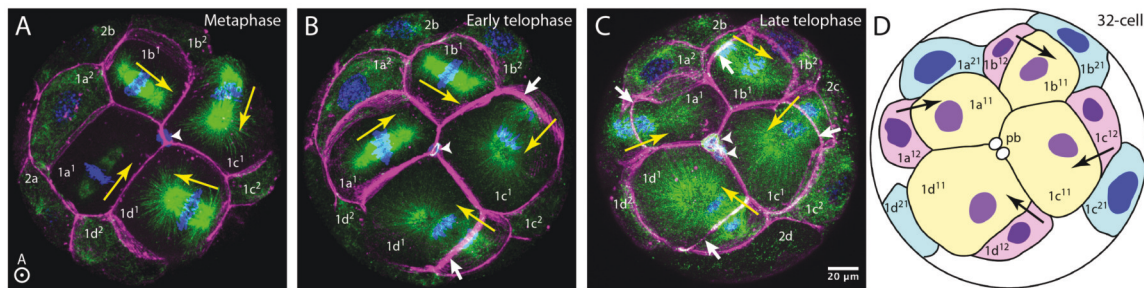 A
Metaphase
2b
1b²
1b¹
1a²
1c¹
1a¹
2a
1c²
1d¹
1d²
A
B
Early telophase
2b
1b²
1b¹
1a²
1a¹
1c¹
1d²
1c²
1d¹
C
Late telophase
2b
1a²
1b²
2c
1a¹
1b¹
1d¹
1c¹
1d²
1c²
2d
20 µm
D
32-cell
1a²¹
1b¹²
1b²¹
1b¹¹
1a¹¹
pb
1c¹²
1a¹²
1d¹¹
1c¹¹
1d²¹
1c²¹
1d¹²